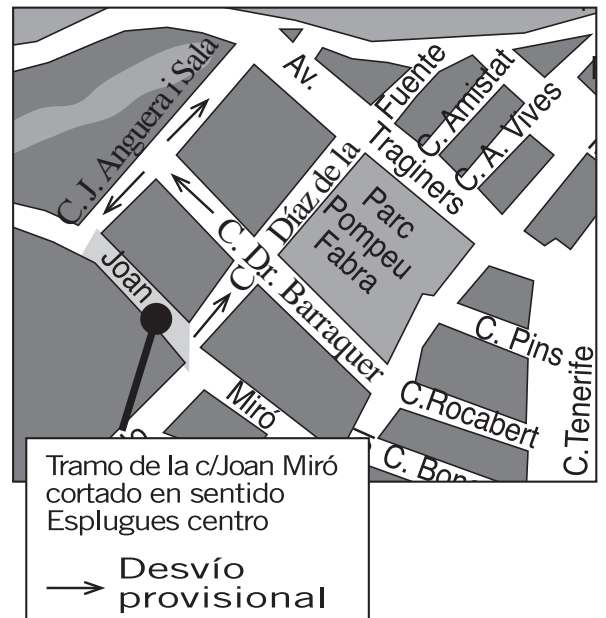 Av.
Fuente
C. Amistat
C. A. Vives
Traginers
C. J. Anguera i Sala
C. Díaz de la
Parc
Pompeu
Fabra
C. Dr. Barraquer
Joan
Miró
C. Pins
C.Rocabert
C.Tenerife
Tramo de la c/Joan Miró
cortado en sentido
Esplugues centro
Desvío
provisional